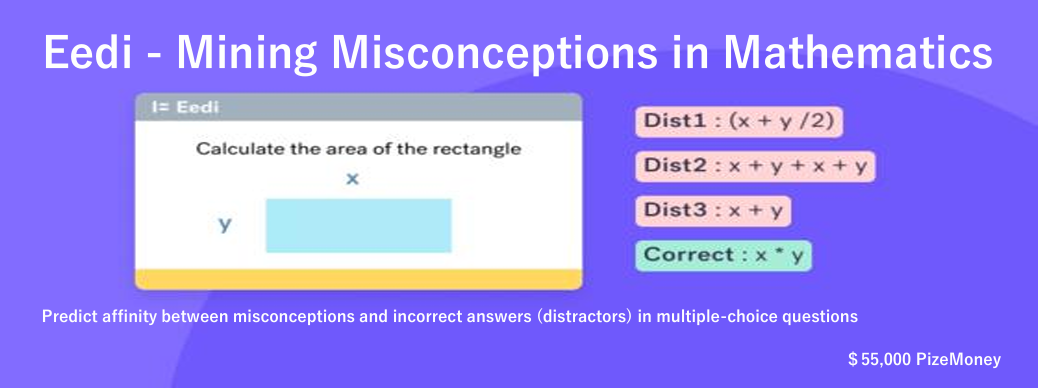 Eedi - Mining Misconceptions in Mathematics
I= Eedi
Calculate the area of the rectangle
x
y
Dist1 : (x + y /2)
Dist2 : x + y + x + y
Dist3 : x + y
Correct : x * y
Predict affinity between misconceptions and incorrect answers (distractors) in multiple-choice questions
$55,000 PizeMoney